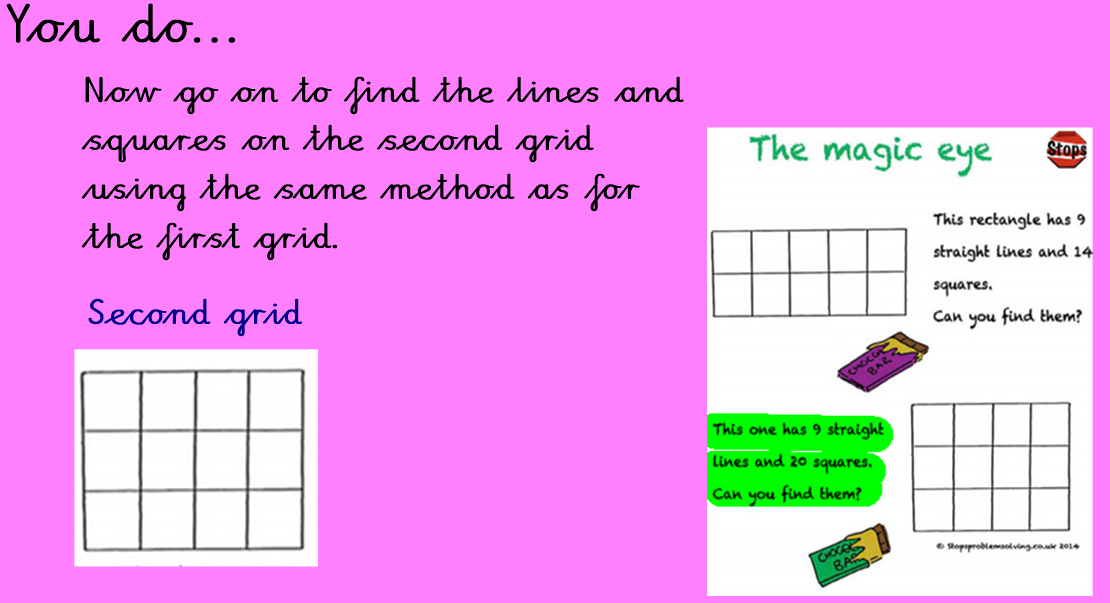 You do...
Now go on to find the lines and
squares on the second grid
using the same method as for
the first grid.
Second grid
The magic eye
Stops
This rectangle has 9
straight lines and 14
squares.
Can you find them?
CHOCO
BAR
This one has 9 straight
lines and 20 squares.
Can you find them?
CHOCO
BAR
© Stopsproblemsolving.co.uk 2014